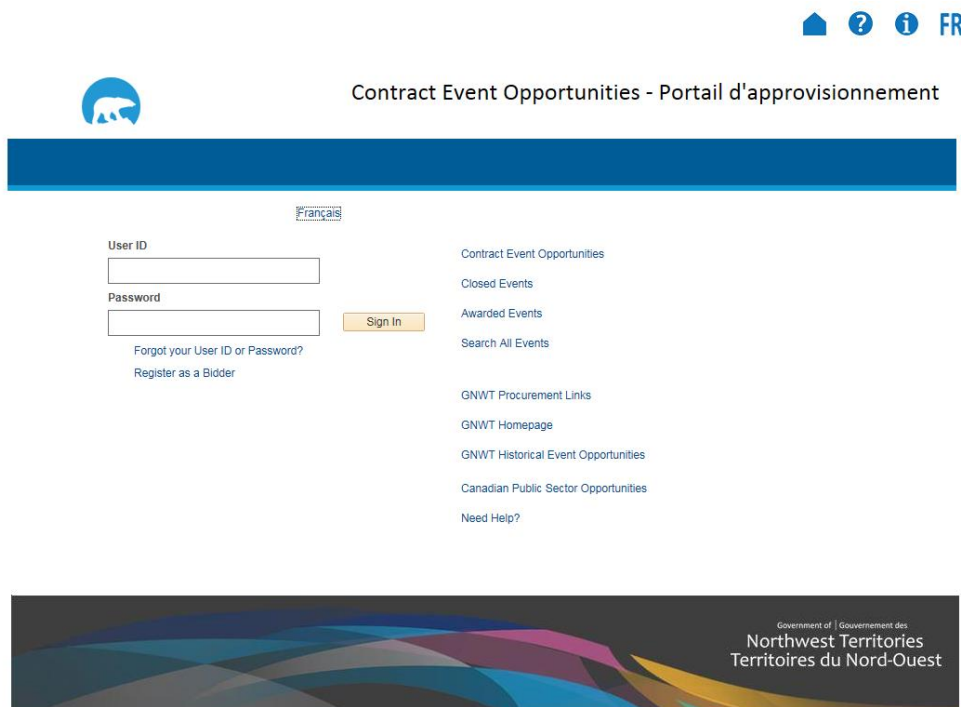 FR
Contract Event Opportunities - Portail d'approvisionnement
Français
User ID
Password
Sign In
Forgot your User ID or Password?
Register as a Bidder
Contract Event Opportunities
Closed Events
Awarded Events
Search All Events
GNWT Procurement Links
GNWT Homepage
GNWT Historical Event Opportunities
Canadian Public Sector Opportunities
Need Help?
Government of | Gouvernement des
Northwest Territories
Territoires du Nord-Ouest